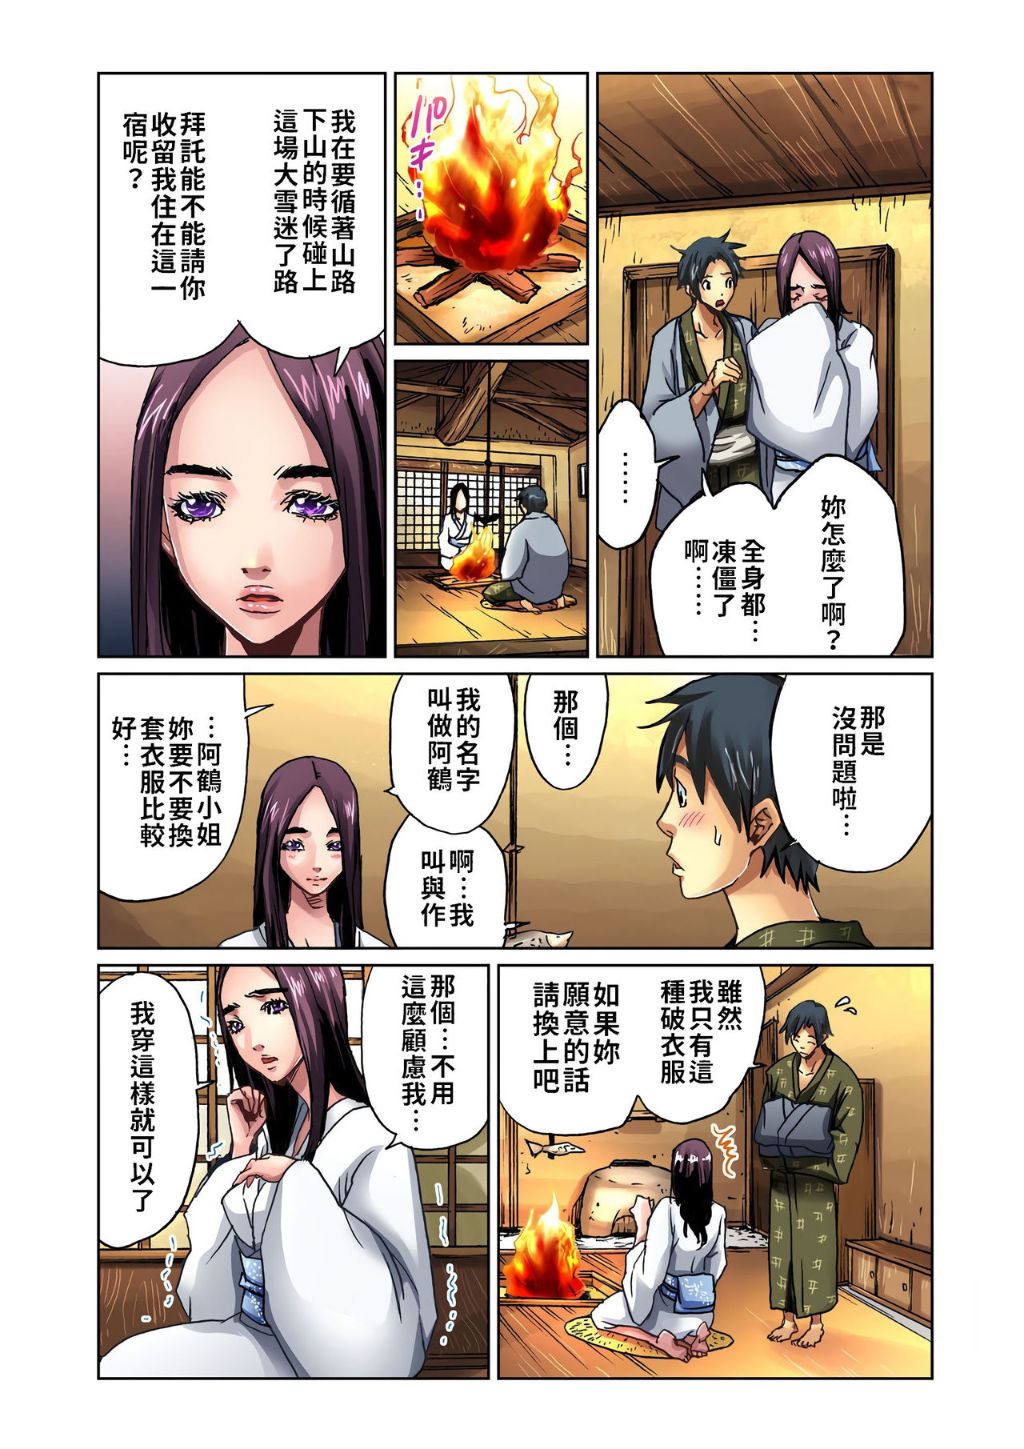 妳怎麼了啊？
全身都…
凍僵了
啊……
……
パキ…
我在要循著山路
下山的時候碰上
這場大雪迷了路
拜託能不能請你
收留我住在這一
宿呢？
那是
沒問題啦…
那個…
我的名字
叫做阿鶴
啊…我
叫與作
…阿鶴小姐
妳要不要換
套衣服比較
好…
雖然
我只有這
種破衣服
如果妳
願意的話
請換上吧
那個…不用
這麼顧慮我…
我穿這樣就可以了